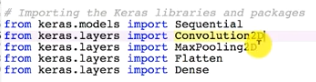 # Importing the Keras libraries and packages
from keras.models import Sequential
from keras.layers import Convolution2D
from keras.layers import MaxPooling2D
from keras.layers import Flatten
from keras.layers import Dense